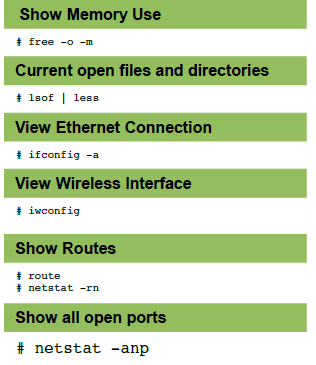 Show Memory Use
# free -o -m
Current open files and directories
# lsof | less
View Ethernet Connection
# ifconfig -a
View Wireless Interface
# iwconfig
Show Routes
# route
# netstat -rn
Show all open ports
# netstat -anp